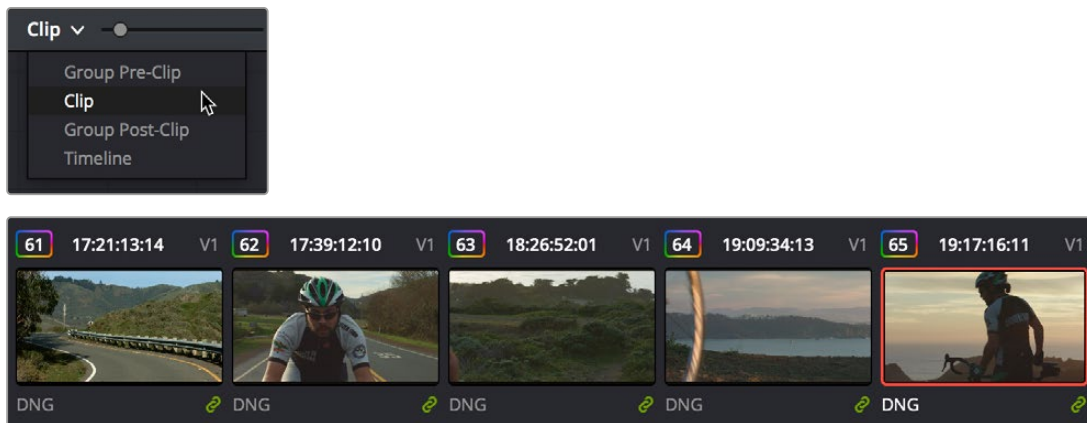 Clip
Group Pre-Clip
Clip
Group Post-Clip
Timeline
61 17:21:13:14 V1 62 17:39:12:10 V1 63 18:26:52:01 V1 64 19:09:34:13 V1 65 19:17:16:11 V1
DNG DNG DNG DNG DNG